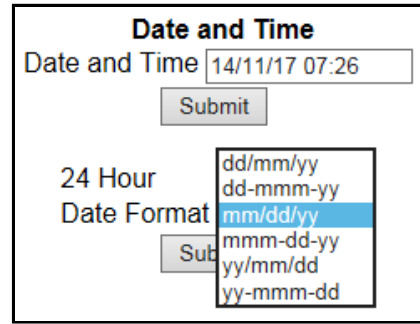 Date and Time
Date and Time 14/11/17 07:26
Submit
24 Hour
Date Format
dd/mm/yy
dd-mmm-yy
mm/dd/yy
mmm-dd-yy
yy/mm/dd
yy-mmm-dd
Sub